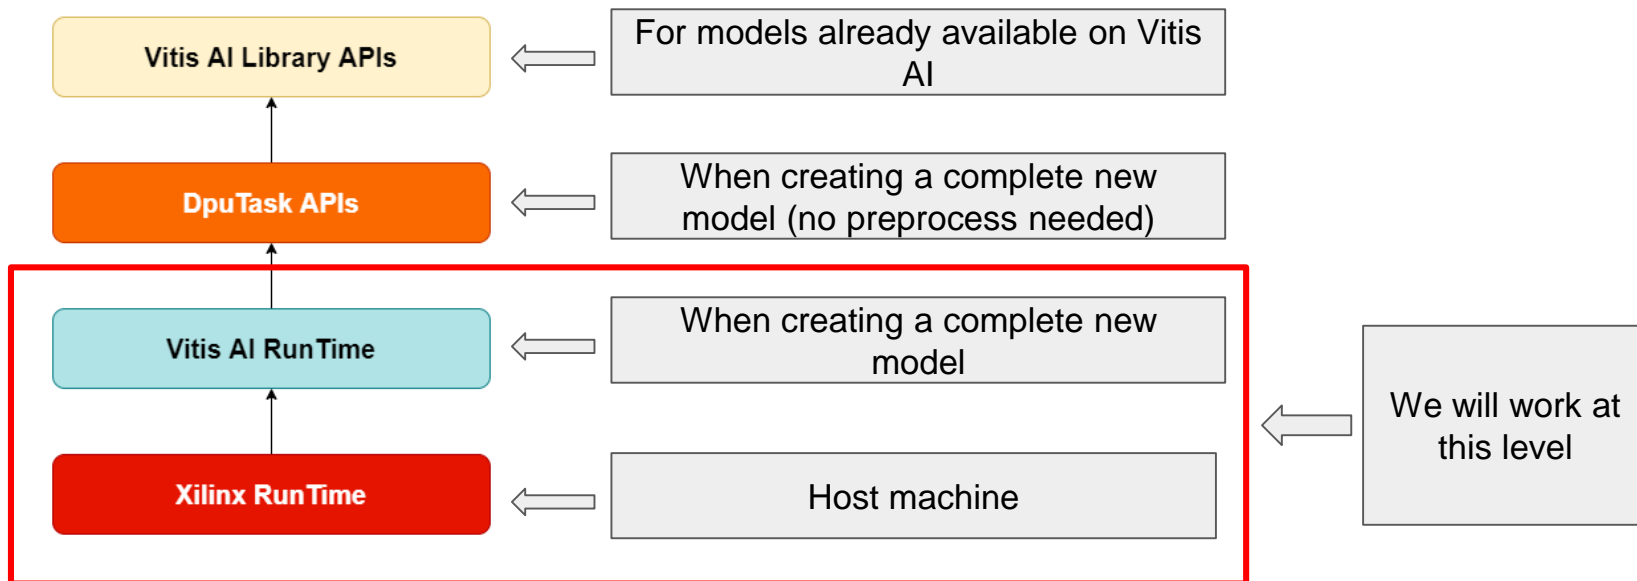 Vitis AI Library APIs
For models already available on Vitis
AI
DpuTask APIs
When creating a complete new
model (no preprocess needed)
Vitis AI RunTime
When creating a complete new
model
We will work at
this level
Xilinx RunTime
Host machine